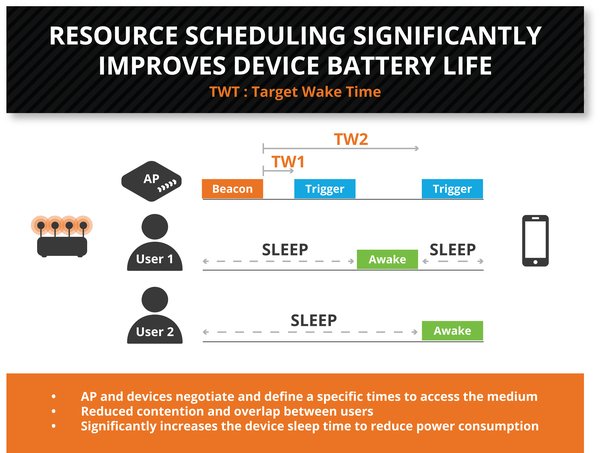 RESOURCE SCHEDULING SIGNIFICANTLY
IMPROVES DEVICE BATTERY LIFE
TWT : Target Wake Time
TW2
TW1
AP
Beacon
Trigger
Trigger
SLEEP
SLEEP
User 1
Awake
SLEEP
User 2
Awake
• AP and devices negotiate and define a specific times to access the medium
• Reduced contention and overlap between users
• Significantly increases the device sleep time to reduce power consumption